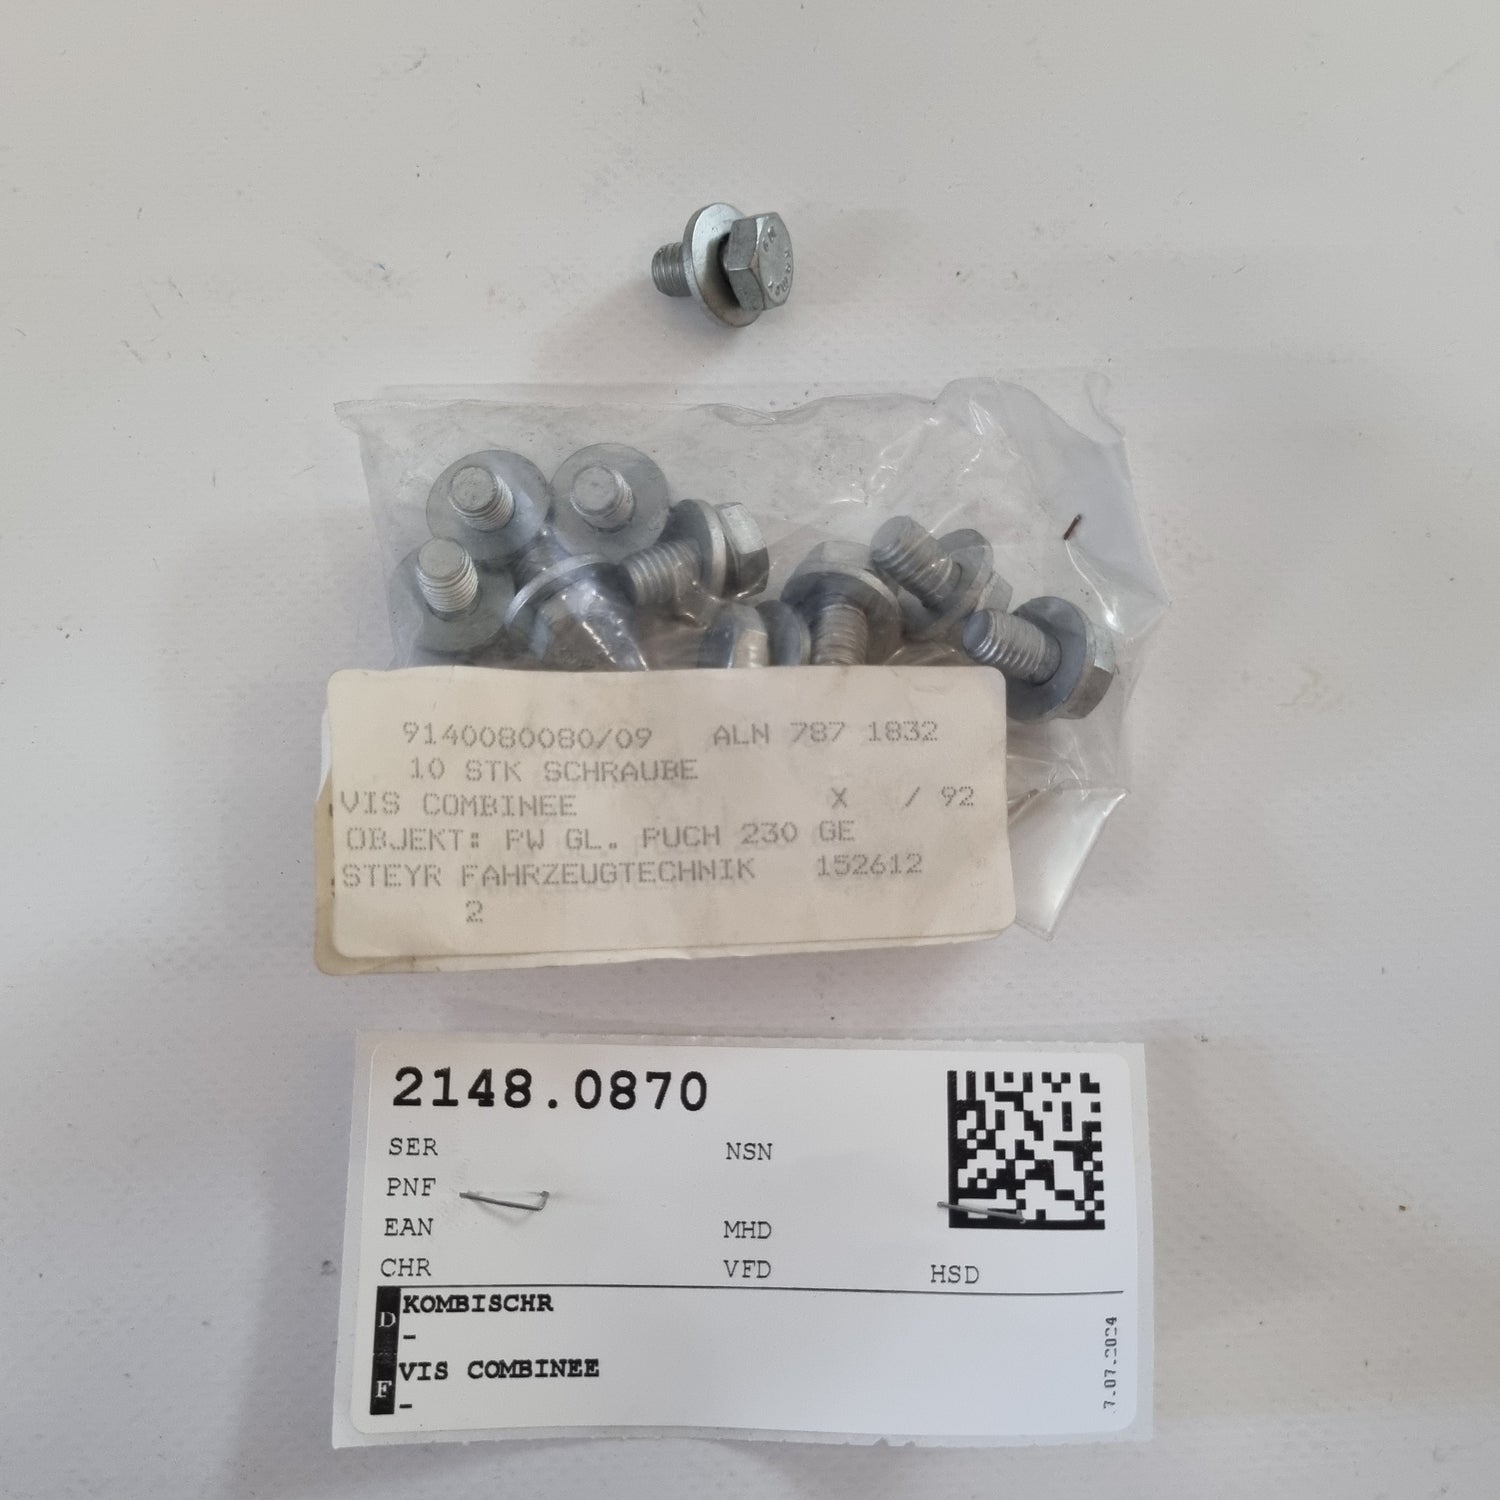 9140080080/09 ALN 787 1832
10 STK SCHRAUBE
VIS COMBINEE X / 92
OBJEKT: PW GL. PUCH 230 GE
STEYR FAHRZEUGTECHNIK 152612
2
2148.0870
SER NSN
PNF
EAN MHD
CHR VFD HSD
D KOMBISCHR
-
F VIS COMBINEE
-
7.07.2024